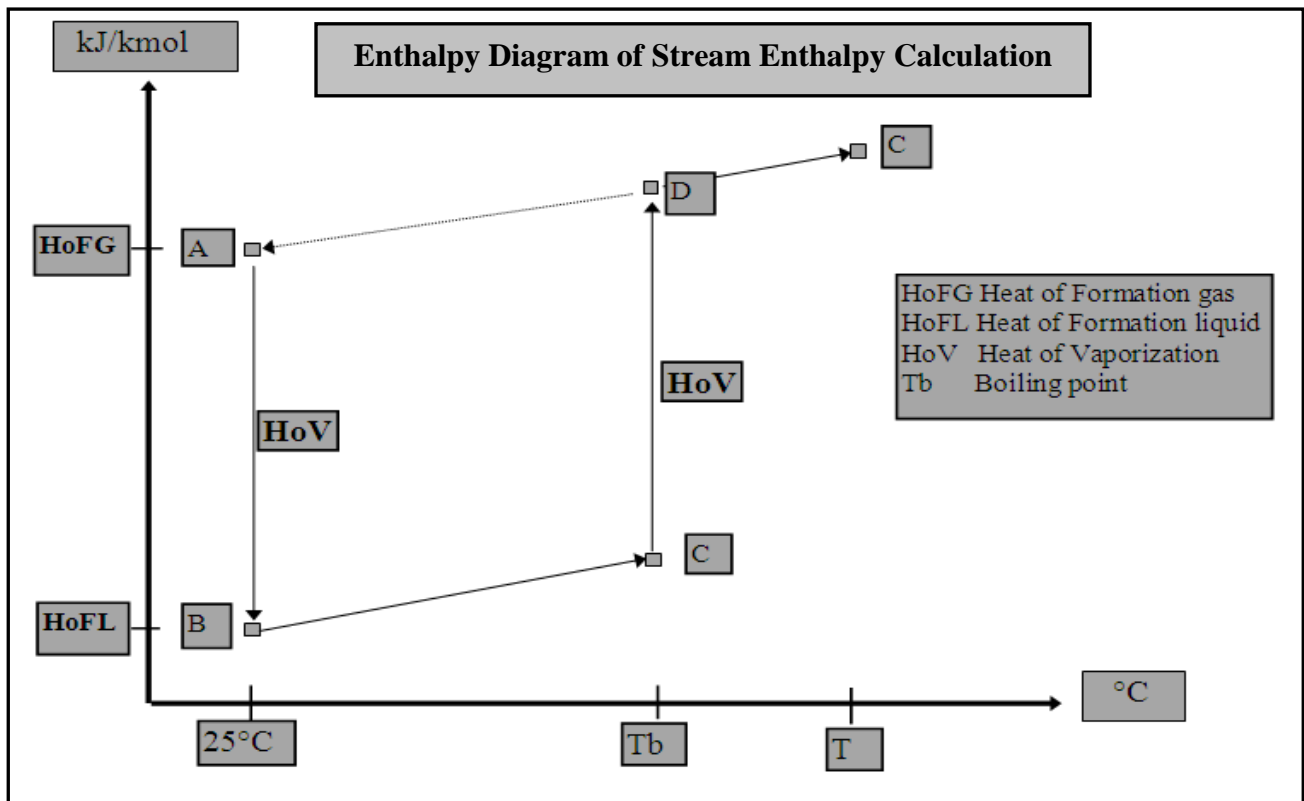 kJ/kmol
Enthalpy Diagram of Stream Enthalpy Calculation
C
D
HoFG
A
HoFG Heat of Formation gas
HoFL Heat of Formation liquid
HoV Heat of Vaporization
Tb Boiling point
HoV
HoV
C
HoFL
B
°C
25°C
Tb
T